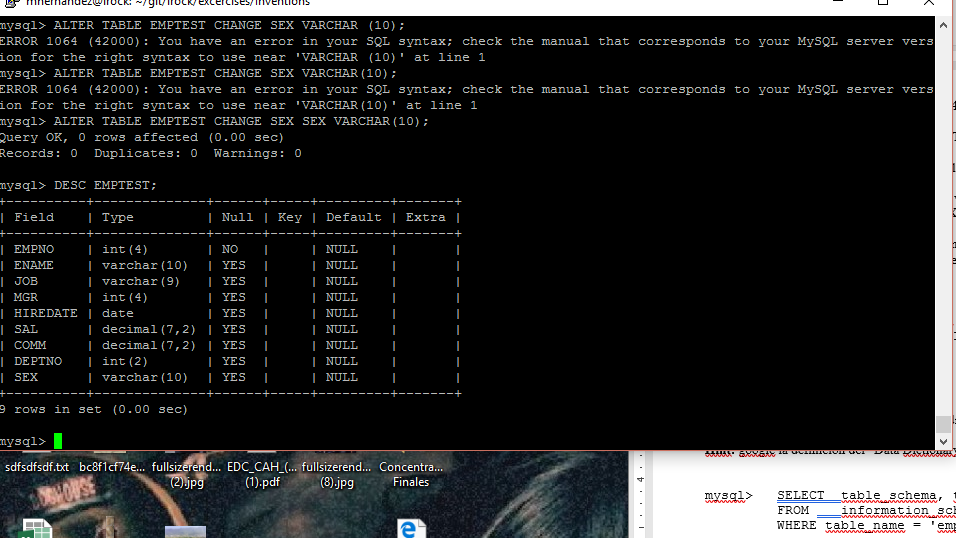 mhernandez@lrock: ~/git/lrock/excercises/inventions
mysql> ALTER TABLE EMPTEST CHANGE SEX VARCHAR (10);
ERROR 1064 (42000): You have an error in your SQL syntax; check the manual that corresponds to your MySQL server vers
ion for the right syntax to use near 'VARCHAR (10)' at line 1
mysql> ALTER TABLE EMPTEST CHANGE SEX VARCHAR(10);
ERROR 1064 (42000): You have an error in your SQL syntax; check the manual that corresponds to your MySQL server vers
ion for the right syntax to use near 'VARCHAR(10)' at line 1
mysql> ALTER TABLE EMPTEST CHANGE SEX SEX VARCHAR(10);
Query OK, 0 rows affected (0.00 sec)
Records: 0  Duplicates: 0  Warnings: 0
mysql> DESC EMPTEST;
+----------+--------------+------+-----+---------+-------+
| Field    | Type         | Null | Key | Default | Extra |
+----------+--------------+------+-----+---------+-------+
| EMPNO    | int(4)       | NO   |     | NULL    |       |
| ENAME    | varchar(10)  | YES  |     | NULL    |       |
| JOB      | varchar(9)   | YES  |     | NULL    |       |
| MGR      | int(4)       | YES  |     | NULL    |       |
| HIREDATE | date         | YES  |     | NULL    |       |
| SAL      | decimal(7,2) | YES  |     | NULL    |       |
| COMM     | decimal(7,2) | YES  |     | NULL    |       |
| DEPTNO   | int(2)       | YES  |     | NULL    |       |
| SEX      | varchar(10)  | YES  |     | NULL    |       |
+----------+--------------+------+-----+---------+-------+
9 rows in set (0.00 sec)
mysql>
sdfsdfsdf.txt
bc8f1cf74e...
fullsizerend... (2).jpg
EDC_CAH_(... (1).pdf
fullsizerend... (8).jpg
Concentra... Finales
google la definicion del "Data Dictionary
mysql> SELECT table_schema, t
FROM ___information_sch
WHERE table_name = 'emp